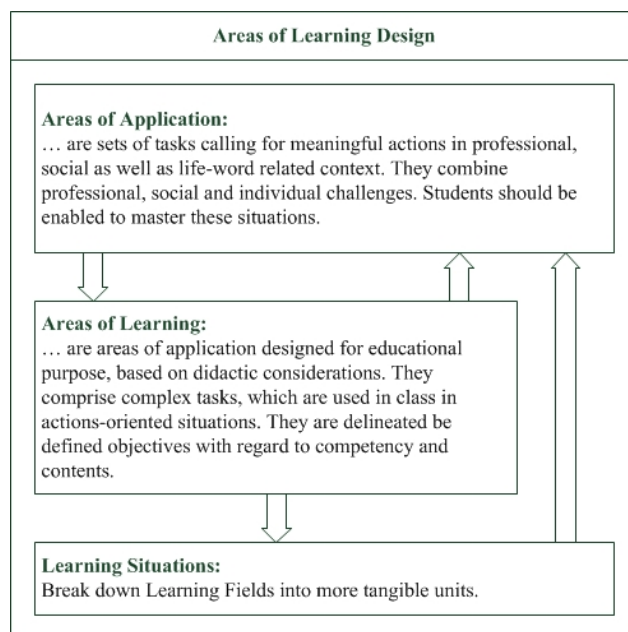 Areas of Learning Design
Areas of Application:
… are sets of tasks calling for meaningful actions in professional,
social as well as life-word related context. They combine
professional, social and individual challenges. Students should be
enabled to master these situations.
Areas of Learning:
… are areas of application designed for educational
purpose, based on didactic considerations. They
comprise complex tasks, which are used in class in
actions-oriented situations. They are delineated be
defined objectives with regard to competency and
contents.
Learning Situations:
Break down Learning Fields into more tangible units.